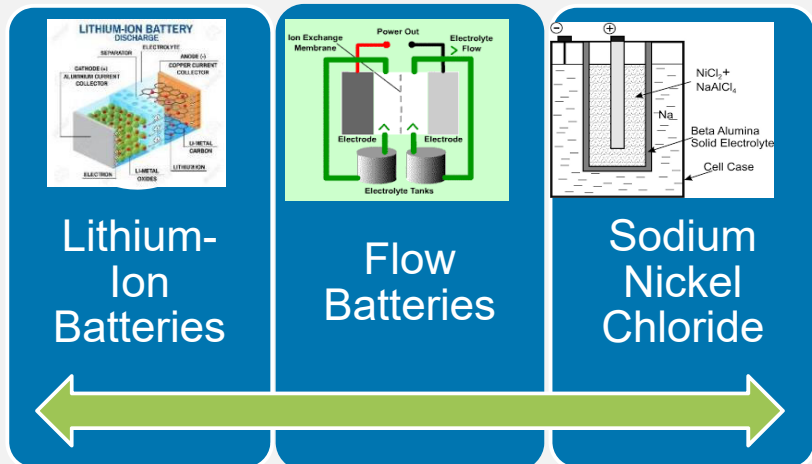 LITHIUM-ION BATTERY
DISCHARGE
ELECTROLYTE
SEPARATOR
ANODE (-)
COPPER CURRENT
COLLECTOR
CATHODE (+)
ALUMINIUM CURRENT
COLLECTOR
LI-METAL
CARBON
LITHIUM ION
LI-METAL
OXIDES
ELECTRON
Lithium-
Ion
Batteries
Power Out
Ion Exchange
Membrane
Electrolyte
Flow
Electrode
Electrode
Electrolyte Tanks
Flow
Batteries
NiCl₂+
NaAlCl₄
Na
Beta Alumina
Solid Electrolyte
Cell Case
Sodium
Nickel
Chloride